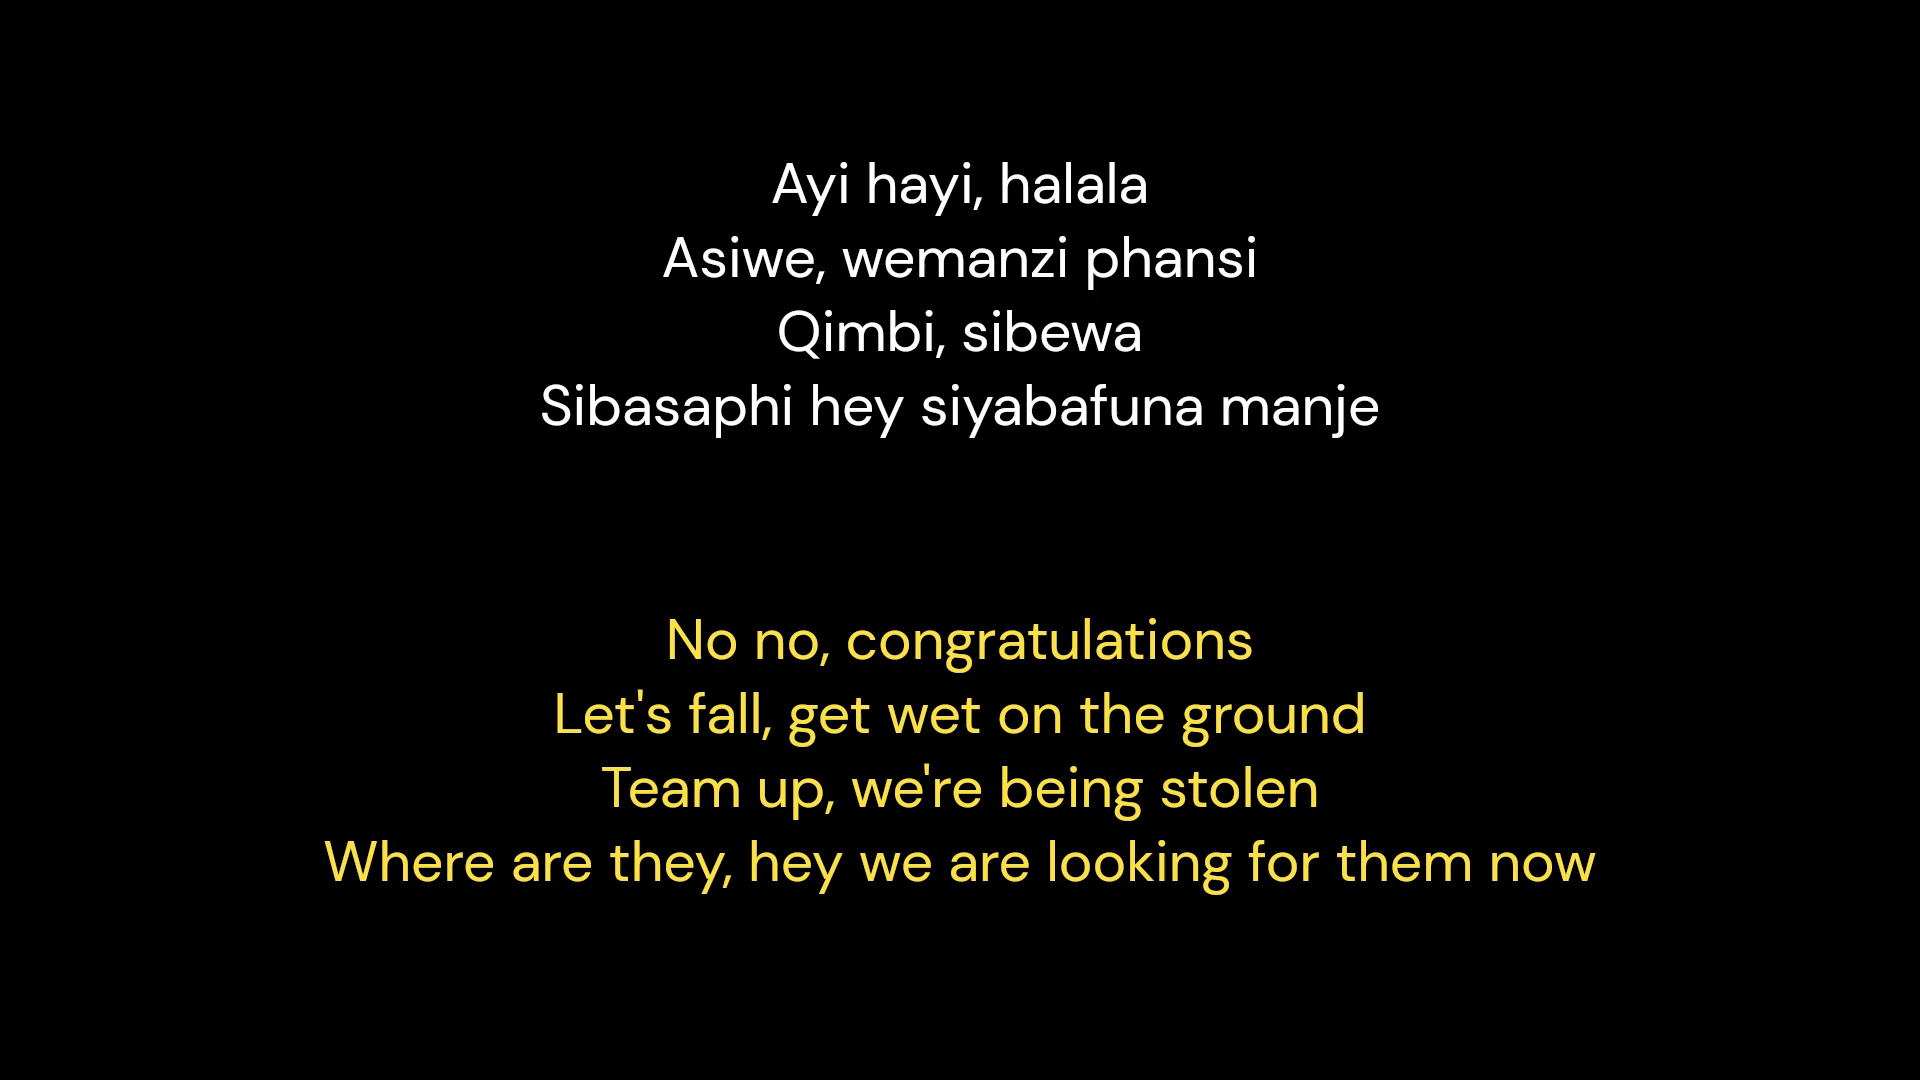 Ayi hayi, halala
Asiwe, wemanzi phansi
Qimbi, sibewa
Sibasaphi hey siyabafuna manje
No no, congratulations
Let's fall, get wet on the ground
Team up, we're being stolen
Where are they, hey we are looking for them now